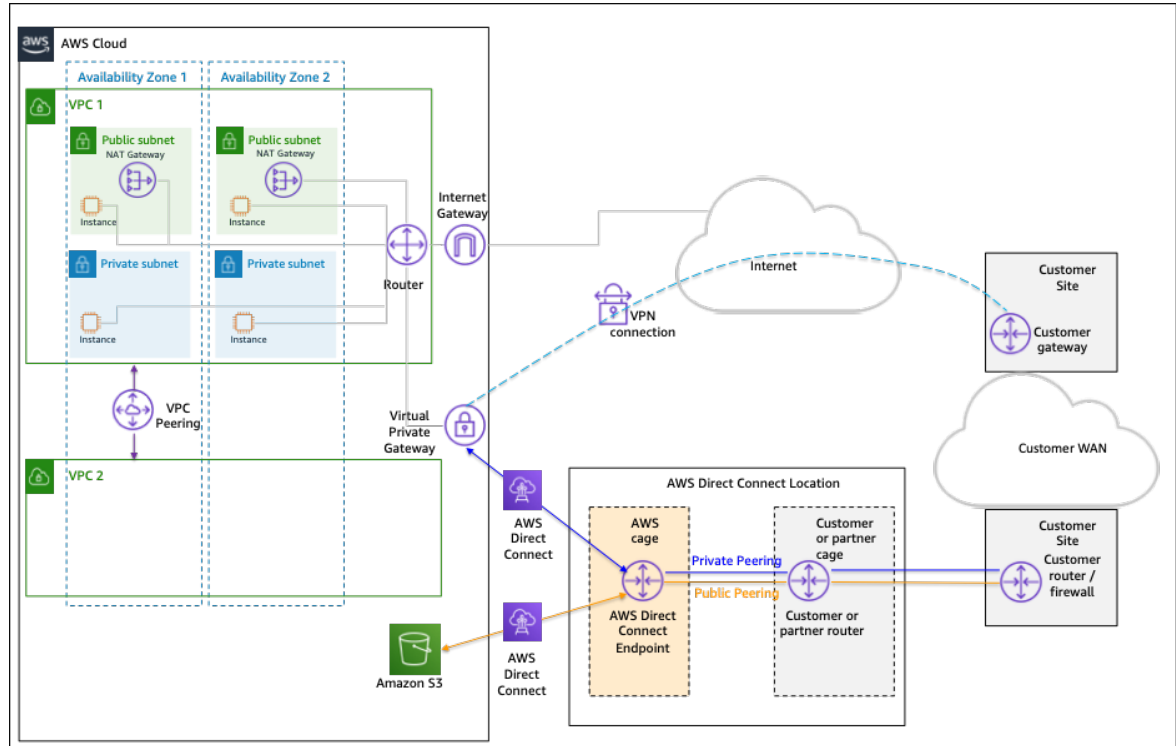 aws
AWS Cloud
Availability Zone 1
Availability Zone 2
VPC 1
Public subnet
NAT Gateway
Instance
Public subnet
NAT Gateway
Instance
Private subnet
Instance
Private subnet
Instance
Router
Internet
Gateway
Internet
VPN
connection
Customer
Site
Customer
gateway
VPC
Peering
Virtual
Private
Gateway
Customer WAN
VPC 2
AWS
Direct
Connect
AWS Direct Connect Location
AWS
cage
Customer
or partner
cage
Private Peering
Public Peering
AWS Direct
Connect
Endpoint
Customer or
partner router
Customer
Site
Customer
router /
firewall
Amazon S3
AWS
Direct
Connect